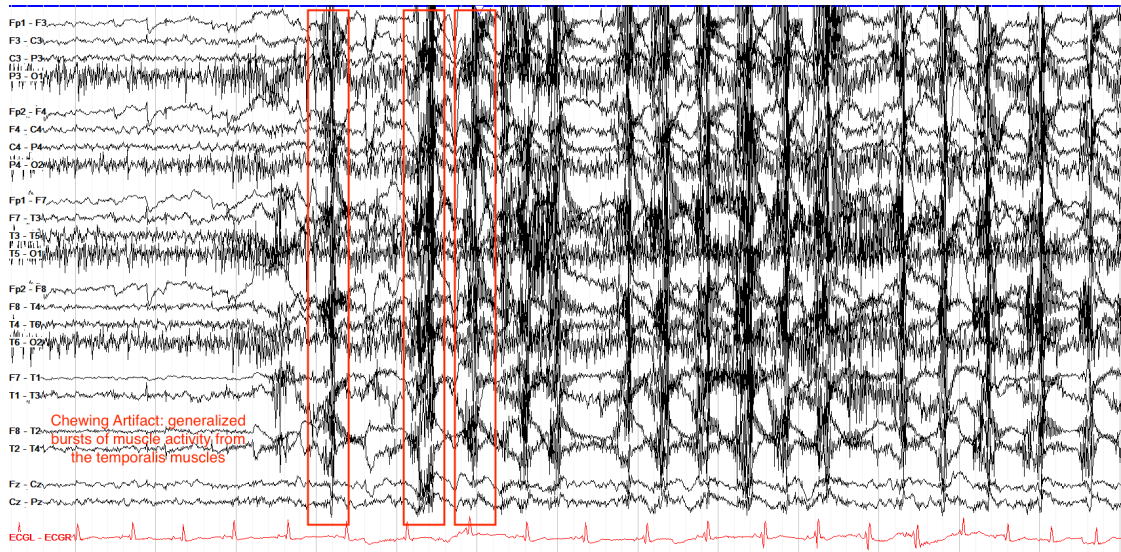 Fp1 - F3
F3 - C3
C3 - P3
P3 - O1
Fp2 - F4
F4 - C4
C4 - P4
P4 - O2
Fp1 - F7
F7 - T3
T3 - T5
T5 - O1
Fp2 - F8
F8 - T4
T4 - T6
T6 - O2
F7 - T1
T1 - T3
Chewing Artifact: generalized
F8 - T2
bursts of muscle activity from
T2 - T4
the temporalis muscles
Fz - Cz
Cz - Pz
ECGL - ECGR